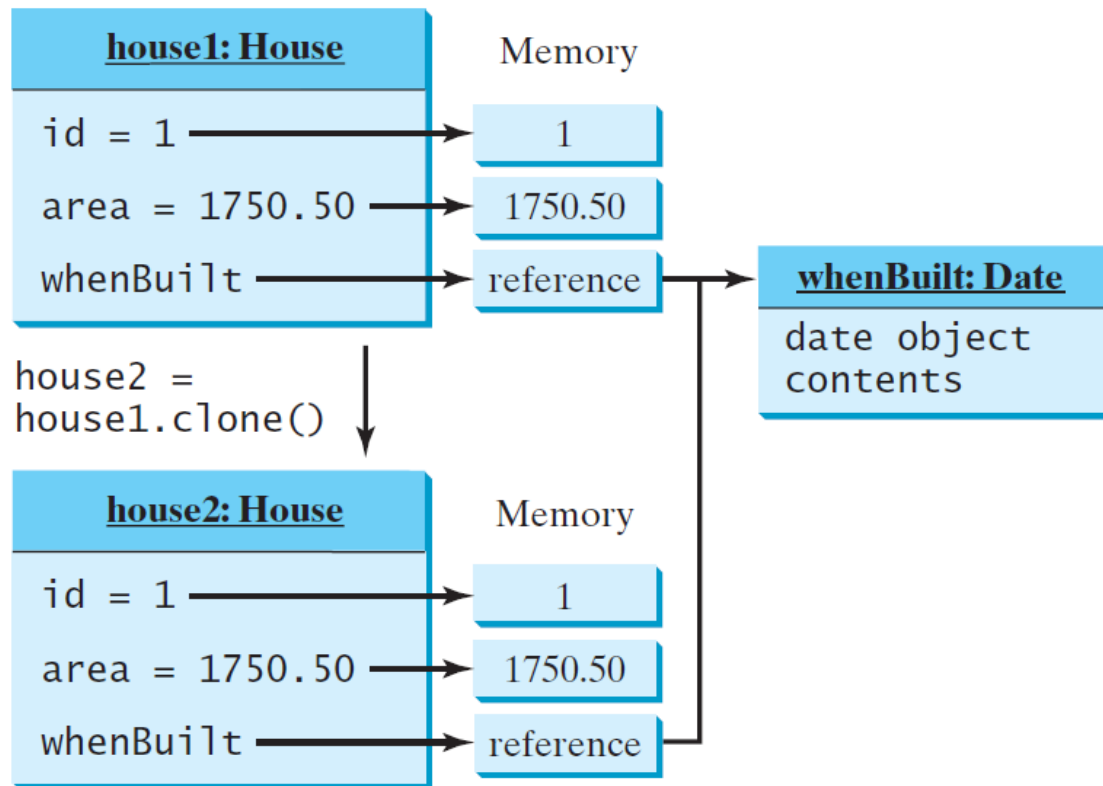 house1: House
Memory
id = 1
1
area = 1750.50
1750.50
whenBuilt
reference
whenBuilt: Date
date object
contents
house2 =
house1.clone()
house2: House
Memory
id = 1
1
area = 1750.50
1750.50
whenBuilt
reference